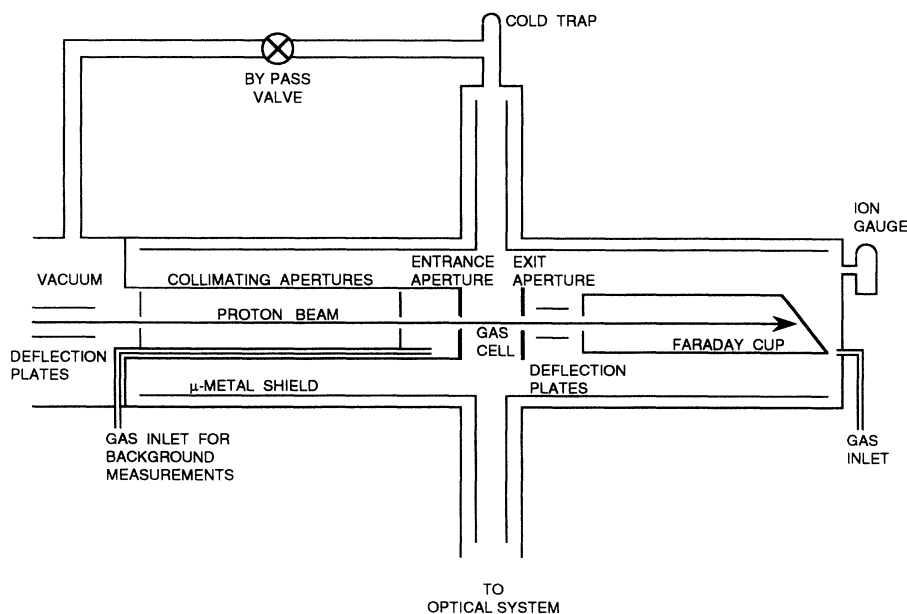 COLD TRAP
BY PASS
VALVE
ION
GAUGE
VACUUM
COLLIMATING APERTURES
ENTRANCE
APERTURE
EXIT
APERTURE
PROTON BEAM
GAS
CELL
FARADAY CUP
DEFLECTION
PLATES
DEFLECTION
PLATES
μ-METAL SHIELD
GAS INLET FOR
BACKGROUND
MEASUREMENTS
GAS
INLET
TO
OPTICAL SYSTEM